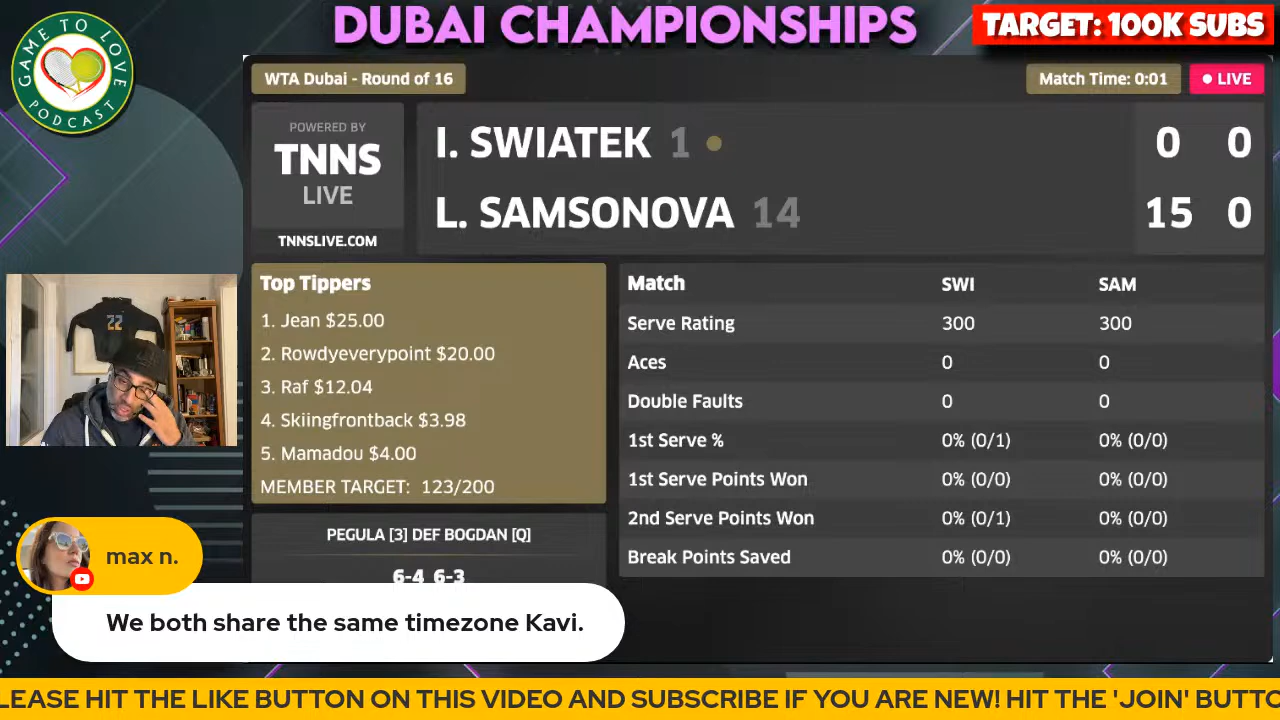 GAME TO LOVE
PODCAST
DUBAI CHAMPIONSHIPS
TARGET: 100K SUBS
WTA Dubai - Round of 16
Match Time: 0:01
LIVE
POWERED BY
TNNS
LIVE
TNNSLIVE.COM
I. SWIATEK 1 0 0
L. SAMSONOVA 14 15 0
22
Top Tippers
1. Jean $25.00
2. Rowdyeverypoint $20.00
3. Raf $12.04
4. Skiingfrontback $3.98
5. Mamadou $4.00
MEMBER TARGET: 123/200
PEGULA [3] DEF BOGDAN [Q]
6-4 6-3
Match SWI SAM
Serve Rating 300 300
Aces 0 0
Double Faults 0 0
1st Serve % 0% (0/1) 0% (0/0)
1st Serve Points Won 0% (0/0) 0% (0/0)
2nd Serve Points Won 0% (0/1) 0% (0/0)
Break Points Saved 0% (0/0) 0% (0/0)
max n.
We both share the same timezone Kavi.
LEASE HIT THE LIKE BUTTON ON THIS VIDEO AND SUBSCRIBE IF YOU ARE NEW! HIT THE 'JOIN' BUTTO